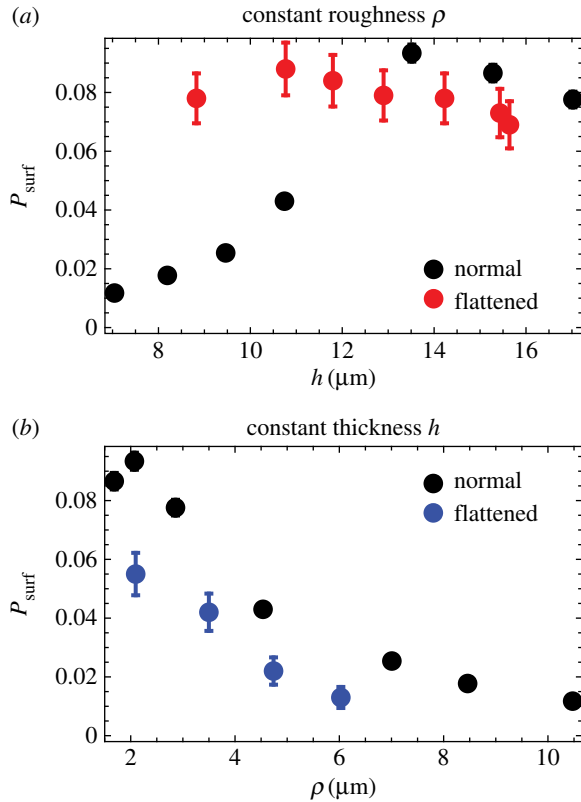 (a) constant roughness ρ
0.08
0.06
P_surf
0.04
0.02
0
normal
flattened
8 10 12 14 16
h (μm)
(b) constant thickness h
0.08
0.06
P_surf
0.04
0.02
0
normal
flattened
2 4 6 8 10
ρ (μm)